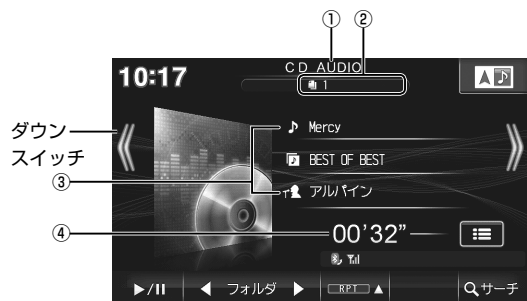 ① ②
CD AUDIO
10:17
1
ダウン
スイッチ
Mercy
BEST OF BEST
③
アルパイン
④
00'32"
フォルダ
RPT
サーチ